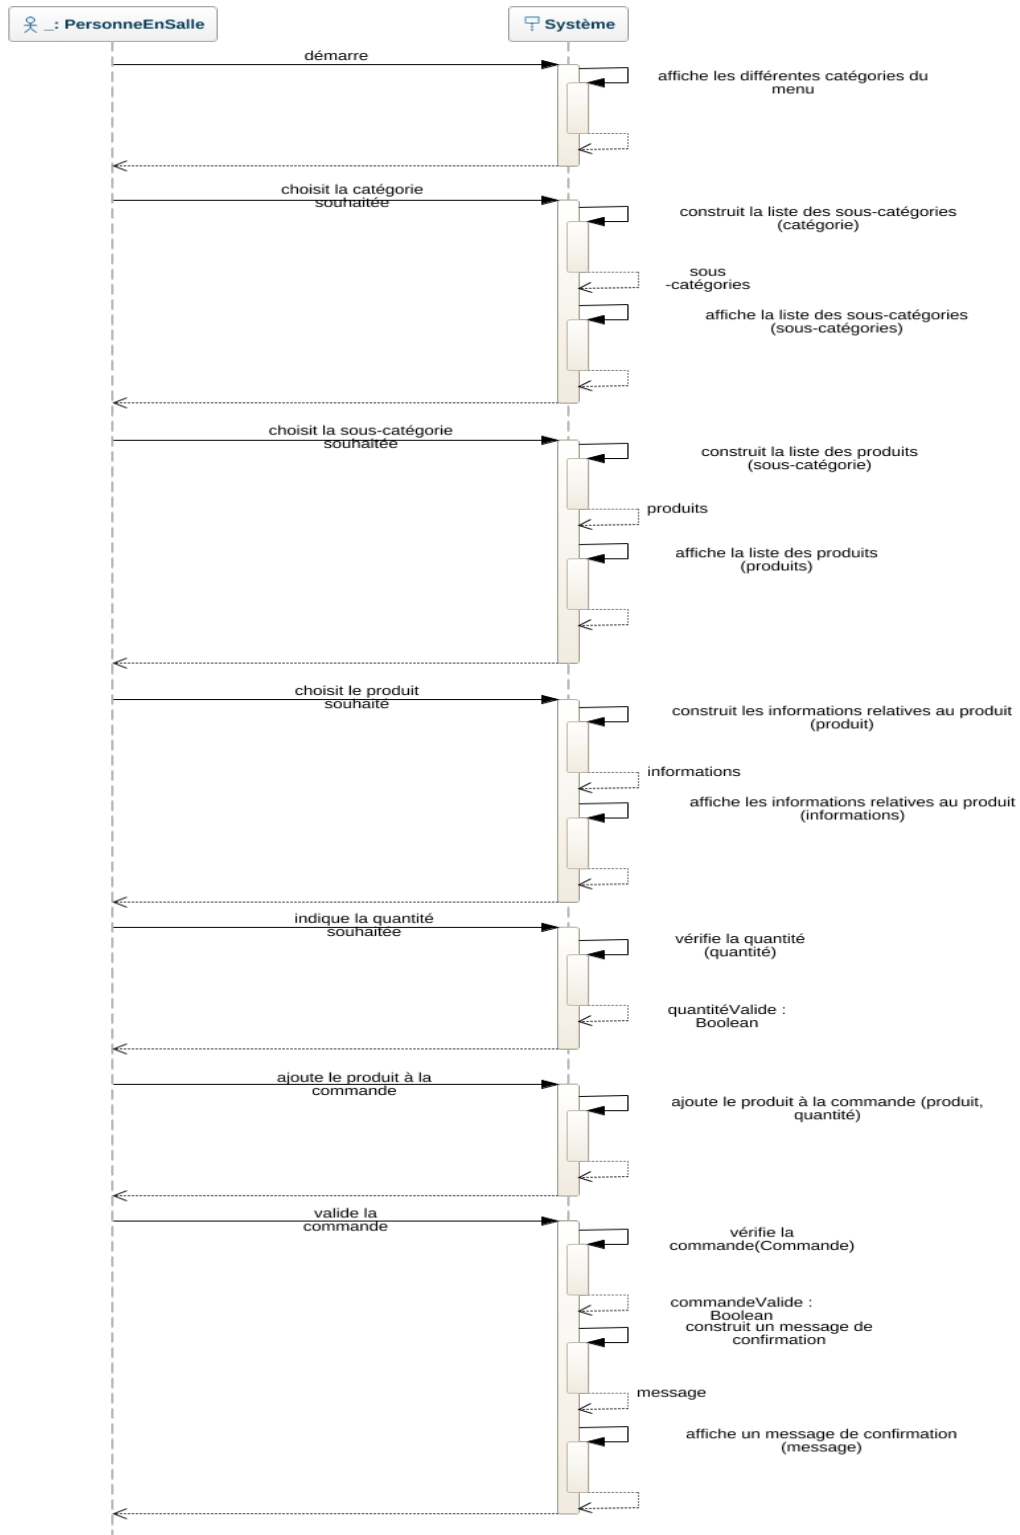 _: PersonneEnSalle
Système
démarre
affiche les différentes catégories du
menu
choisit la catégorie
souhaitée
construit la liste des sous-catégories
(catégorie)
sous
-catégories
affiche la liste des sous-catégories
(sous-catégories)
choisit la sous-catégorie
souhaitée
construit la liste des produits
(sous-catégorie)
produits
affiche la liste des produits
(produits)
choisit le produit
souhaité
construit les informations relatives au produit
(produit)
informations
affiche les informations relatives au produit
(informations)
indique la quantité
souhaitée
vérifie la quantité
(quantité)
quantitéValide :
Boolean
ajoute le produit à la
commande
ajoute le produit à la commande (produit,
quantité)
valide la
commande
vérifie la
commande(Commande)
commandeValide :
Boolean
construit un message de
confirmation
message
affiche un message de confirmation
(message)